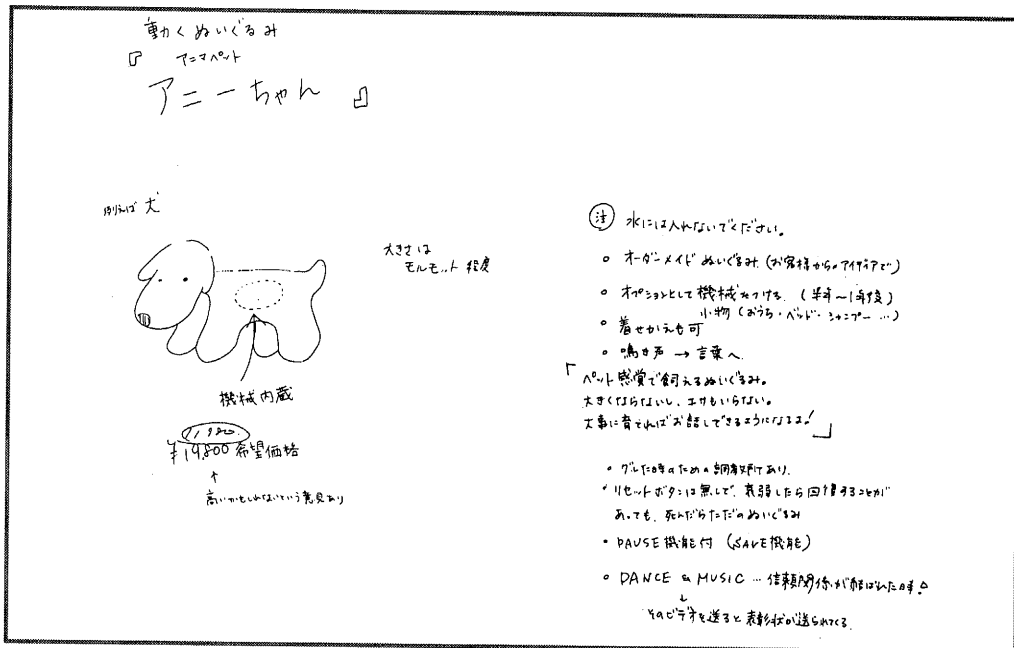 動くぬいぐるみ
『 アニマペット
アニーちゃん 』
例えば 犬
大きさは
モルモット 程度
機械内蔵
¥19,800 希望価格
高いかもしれないという意見あり
注 水には入れないでください。
• オーダーメイド ぬいぐるみ (お客様からのアイディアで)
• オプションとして 機械をつける. (半年〜1年後)
小物 (おうち・ベッド・シャンプー …)
• 着せかえも可
• 鳴き声 → 言葉へ.
「ペット感覚で飼えるぬいぐるみ。
大きくならないし、エサもいらない。
大事に育てればお話しできるようになるよ!」
• グレた時のための調教師あり.
• リセットボタンは無しで、衰弱したら回復することが
あっても、死んだらただのぬいぐるみ
• PAUSE機能付 (SAVE機能)
• DANCE & MUSIC … 信頼関係が結ばれた時
そのビデオを送ると表彰状が送られてくる.